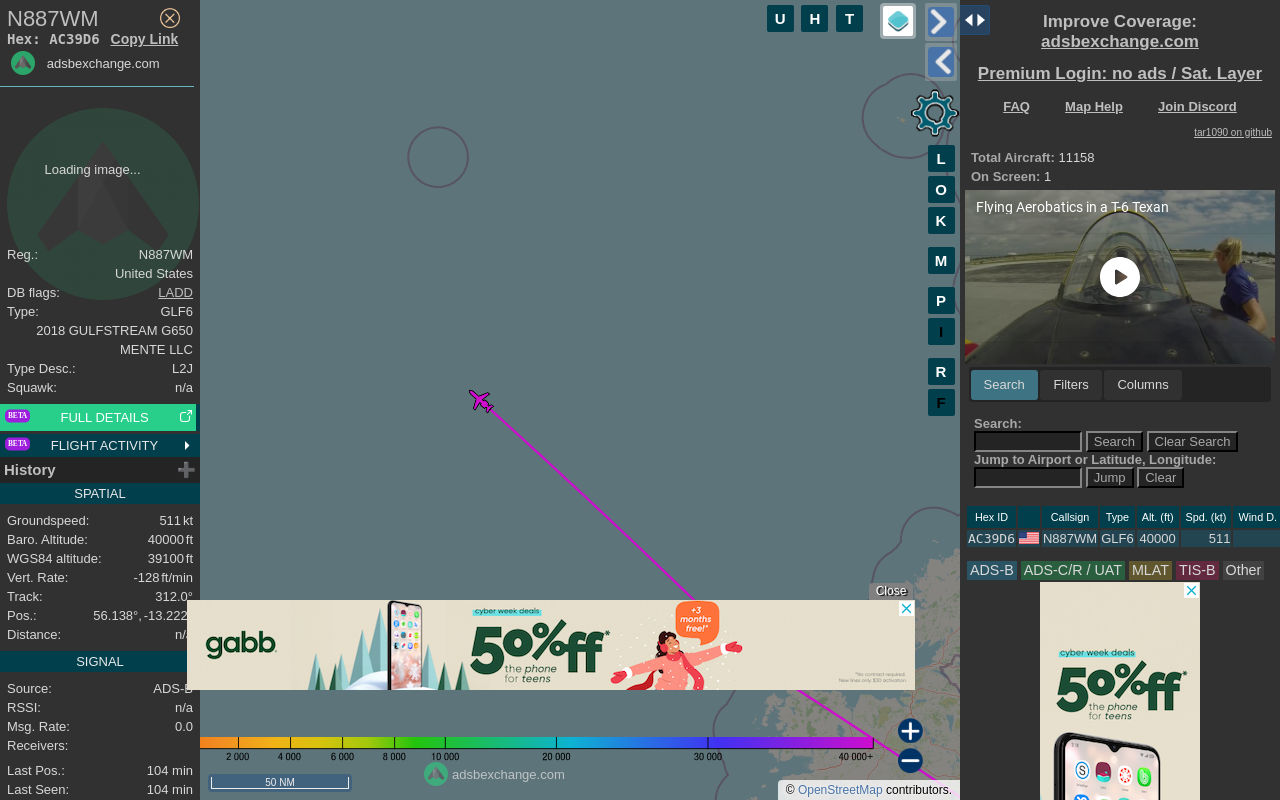 N887WM
Hex: AC39D6 Copy Link
adsbexchange.com
Loading image...
Reg.: N887WM
United States
DB flags: LADD
Type: GLF6
2018 GULFSTREAM G650
MENTE LLC
Type Desc.: L2J
Squawk: n/a
BETA FULL DETAILS
BETA FLIGHT ACTIVITY
History
SPATIAL
Groundspeed: 511 kt
Baro. Altitude: 40000 ft
WGS84 altitude: 39100 ft
Vert. Rate: -128 ft/min
Track: 312.0°
Pos.: 56.138°, -13.222
Distance: n/a
SIGNAL
Source: ADS-B
RSSI: n/a
Msg. Rate: 0.0
Receivers:
Last Pos.: 104 min
Last Seen: 104 min
U H T
L
O
K
M
P
I
R
F
Close
gabb
cyber week deals
50% off*
the phone
for teens
+3
months
free!*
*No contract required.
New lines only. $30 activation.
2 000 4 000 6 000 8 000 10 000 20 000 30 000 40 000+
50 NM
adsbexchange.com
© OpenStreetMap contributors.
Improve Coverage:
adsbexchange.com
Premium Login: no ads / Sat. Layer
FAQ Map Help Join Discord
tar1090 on github
Total Aircraft: 11158
On Screen: 1
Flying Aerobatics in a T-6 Texan
Search Filters Columns
Search:
Search Clear Search
Jump to Airport or Latitude, Longitude:
Jump Clear
Hex ID Callsign Type Alt. (ft) Spd. (kt) Wind D.
AC39D6 N887WM GLF6 40000 511
ADS-B ADS-C/R / UAT MLAT TIS-B Other
cyber week deals
50% off*
the phone
for teens